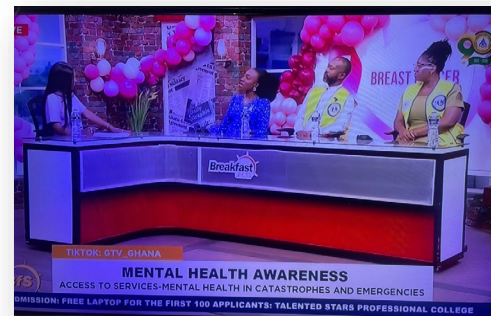 BREAST CANCER
Breakfast
TIKTOK: GTV_GHANA
MENTAL HEALTH AWARENESS
ACCESS TO SERVICES-MENTAL HEALTH IN CATASTROPHES AND EMERGENCIES
DMISSION: FREE LAPTOP FOR THE FIRST 100 APPLICANTS: TALENTED STARS PROFESSIONAL COLLEGE